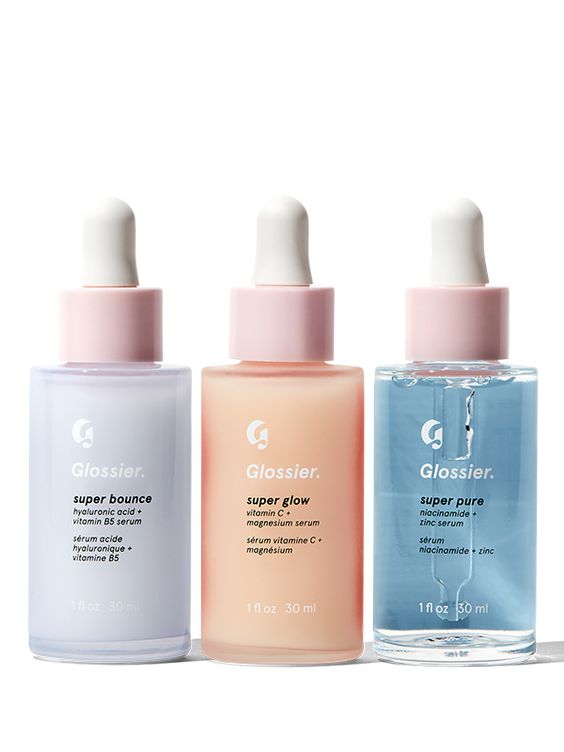 Glossier.
super bounce
hyaluronic acid +
vitamin B5 serum
sérum acide
hyaluronique +
vitamine B5
1 fl oz 30 ml
Glossier.
super glow
vitamin C +
magnesium serum
sérum vitamine C +
magnésium
1 fl oz 30 ml
Glossier.
super pure
niacinamide +
zinc serum
sérum
niacinamide + zinc
1 fl oz 30 ml